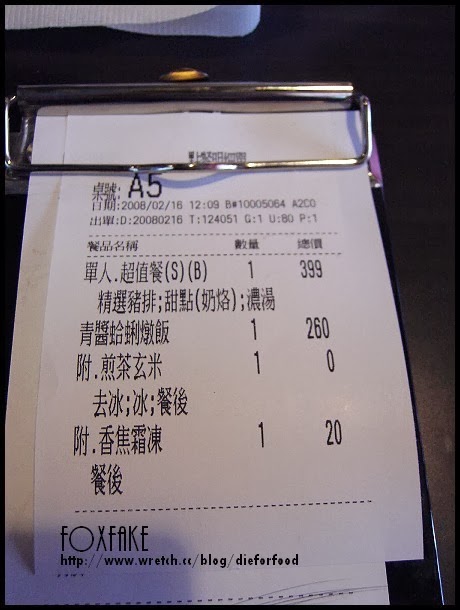 桌號: A5
日期:2008/02/16 12:09 B#10005064 A2C0
出單:D:20080216 T:124051 G:1 U:80 P:1
餐品名稱 數量 總價
單人.超值餐(S)(B) 1 399
精選豬排;甜點(奶烙);濃湯
青醬蛤蜊燉飯 1 260
附.煎茶玄米 1 0
去冰;冰;餐後
附.香焦霜凍 1 20
餐後
FOXFAKE
http://www.wretch.cc/blog/dieforfood